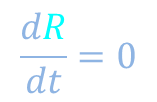 dR/dt = 0